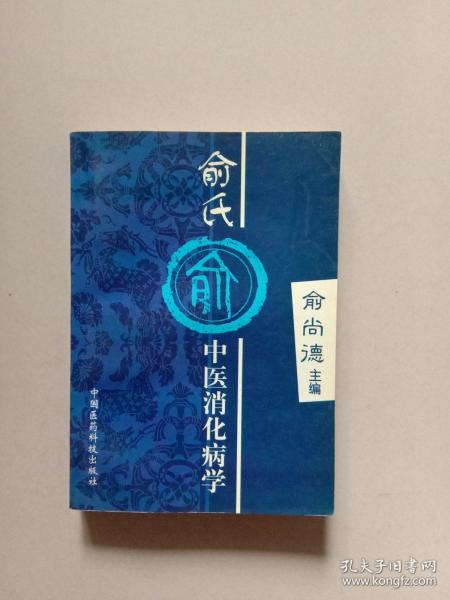 俞氏
俞
中医消化病学
俞尚德
主编
中国医药科技出版社
孔夫子旧书网
www.kongfz.com